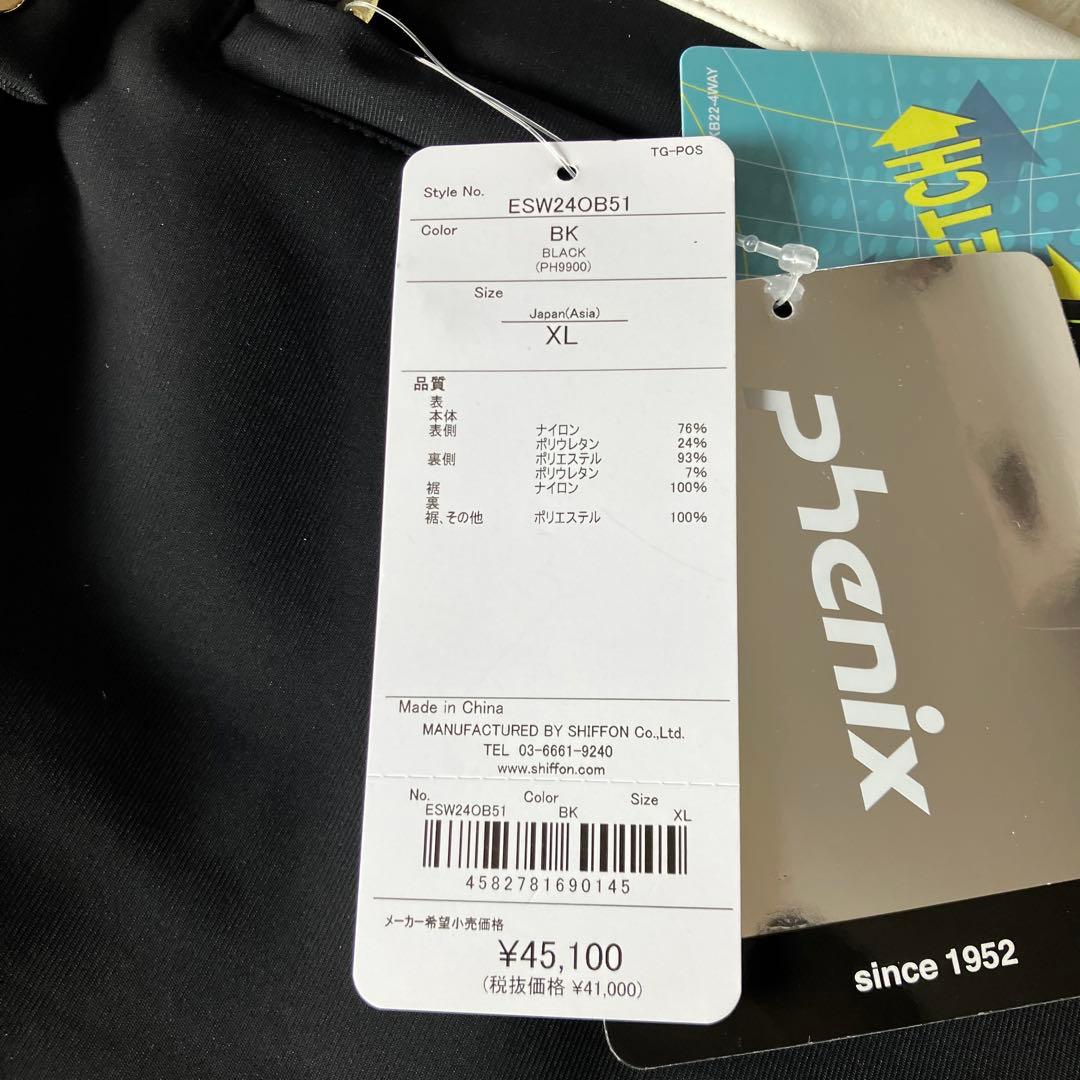 TG-POS
Style No.
ESW24OB51
Color
BK
BLACK
(PH9900)
Size
Japan(Asia)
XL
品質
表
本体
表側 ナイロン 76%
ポリウレタン 24%
裏側 ポリエステル 93%
ポリウレタン 7%
裾 ナイロン 100%
裏
裾、その他 ポリエステル 100%
Made in China
MANUFACTURED BY SHIFFON Co.,Ltd.
TEL 03-6661-9240
www.shiffon.com
No. Color Size
ESW24OB51 BK XL
4582781690145
メーカー希望小売価格
¥45,100
(税抜価格 ¥41,000)
phenix
since 1952